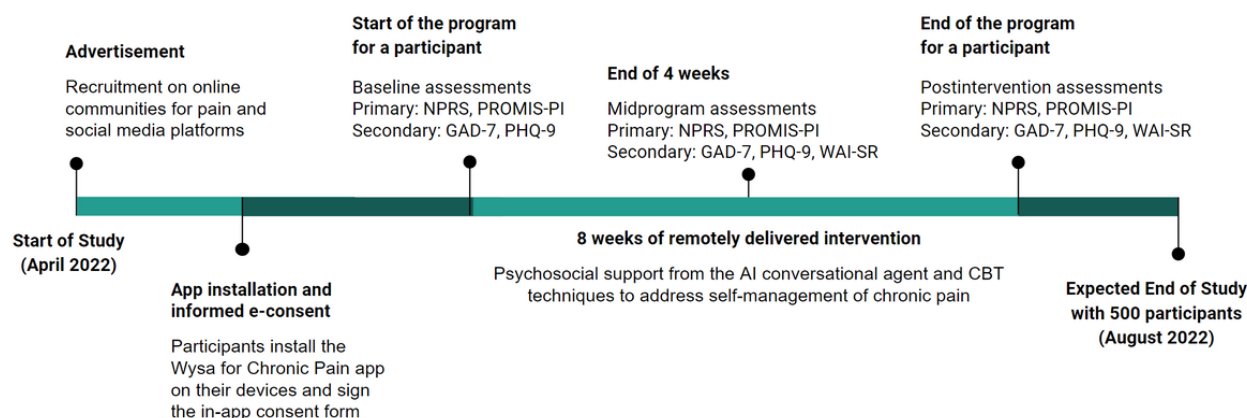 Advertisement
Recruitment on online
communities for pain and
social media platforms
Start of the program
for a participant
Baseline assessments
Primary: NPRS, PROMIS-PI
Secondary: GAD-7, PHQ-9
End of 4 weeks
Midprogram assessments
Primary: NPRS, PROMIS-PI
Secondary: GAD-7, PHQ-9, WAI-SR
End of the program
for a participant
Postintervention assessments
Primary: NPRS, PROMIS-PI
Secondary: GAD-7, PHQ-9, WAI-SR
Start of Study
(April 2022)
App installation and
informed e-consent
Participants install the
Wysa for Chronic Pain app
on their devices and sign
the in-app consent form
8 weeks of remotely delivered intervention
Psychosocial support from the AI conversational agent and CBT
techniques to address self-management of chronic pain
Expected End of Study
with 500 participants
(August 2022)